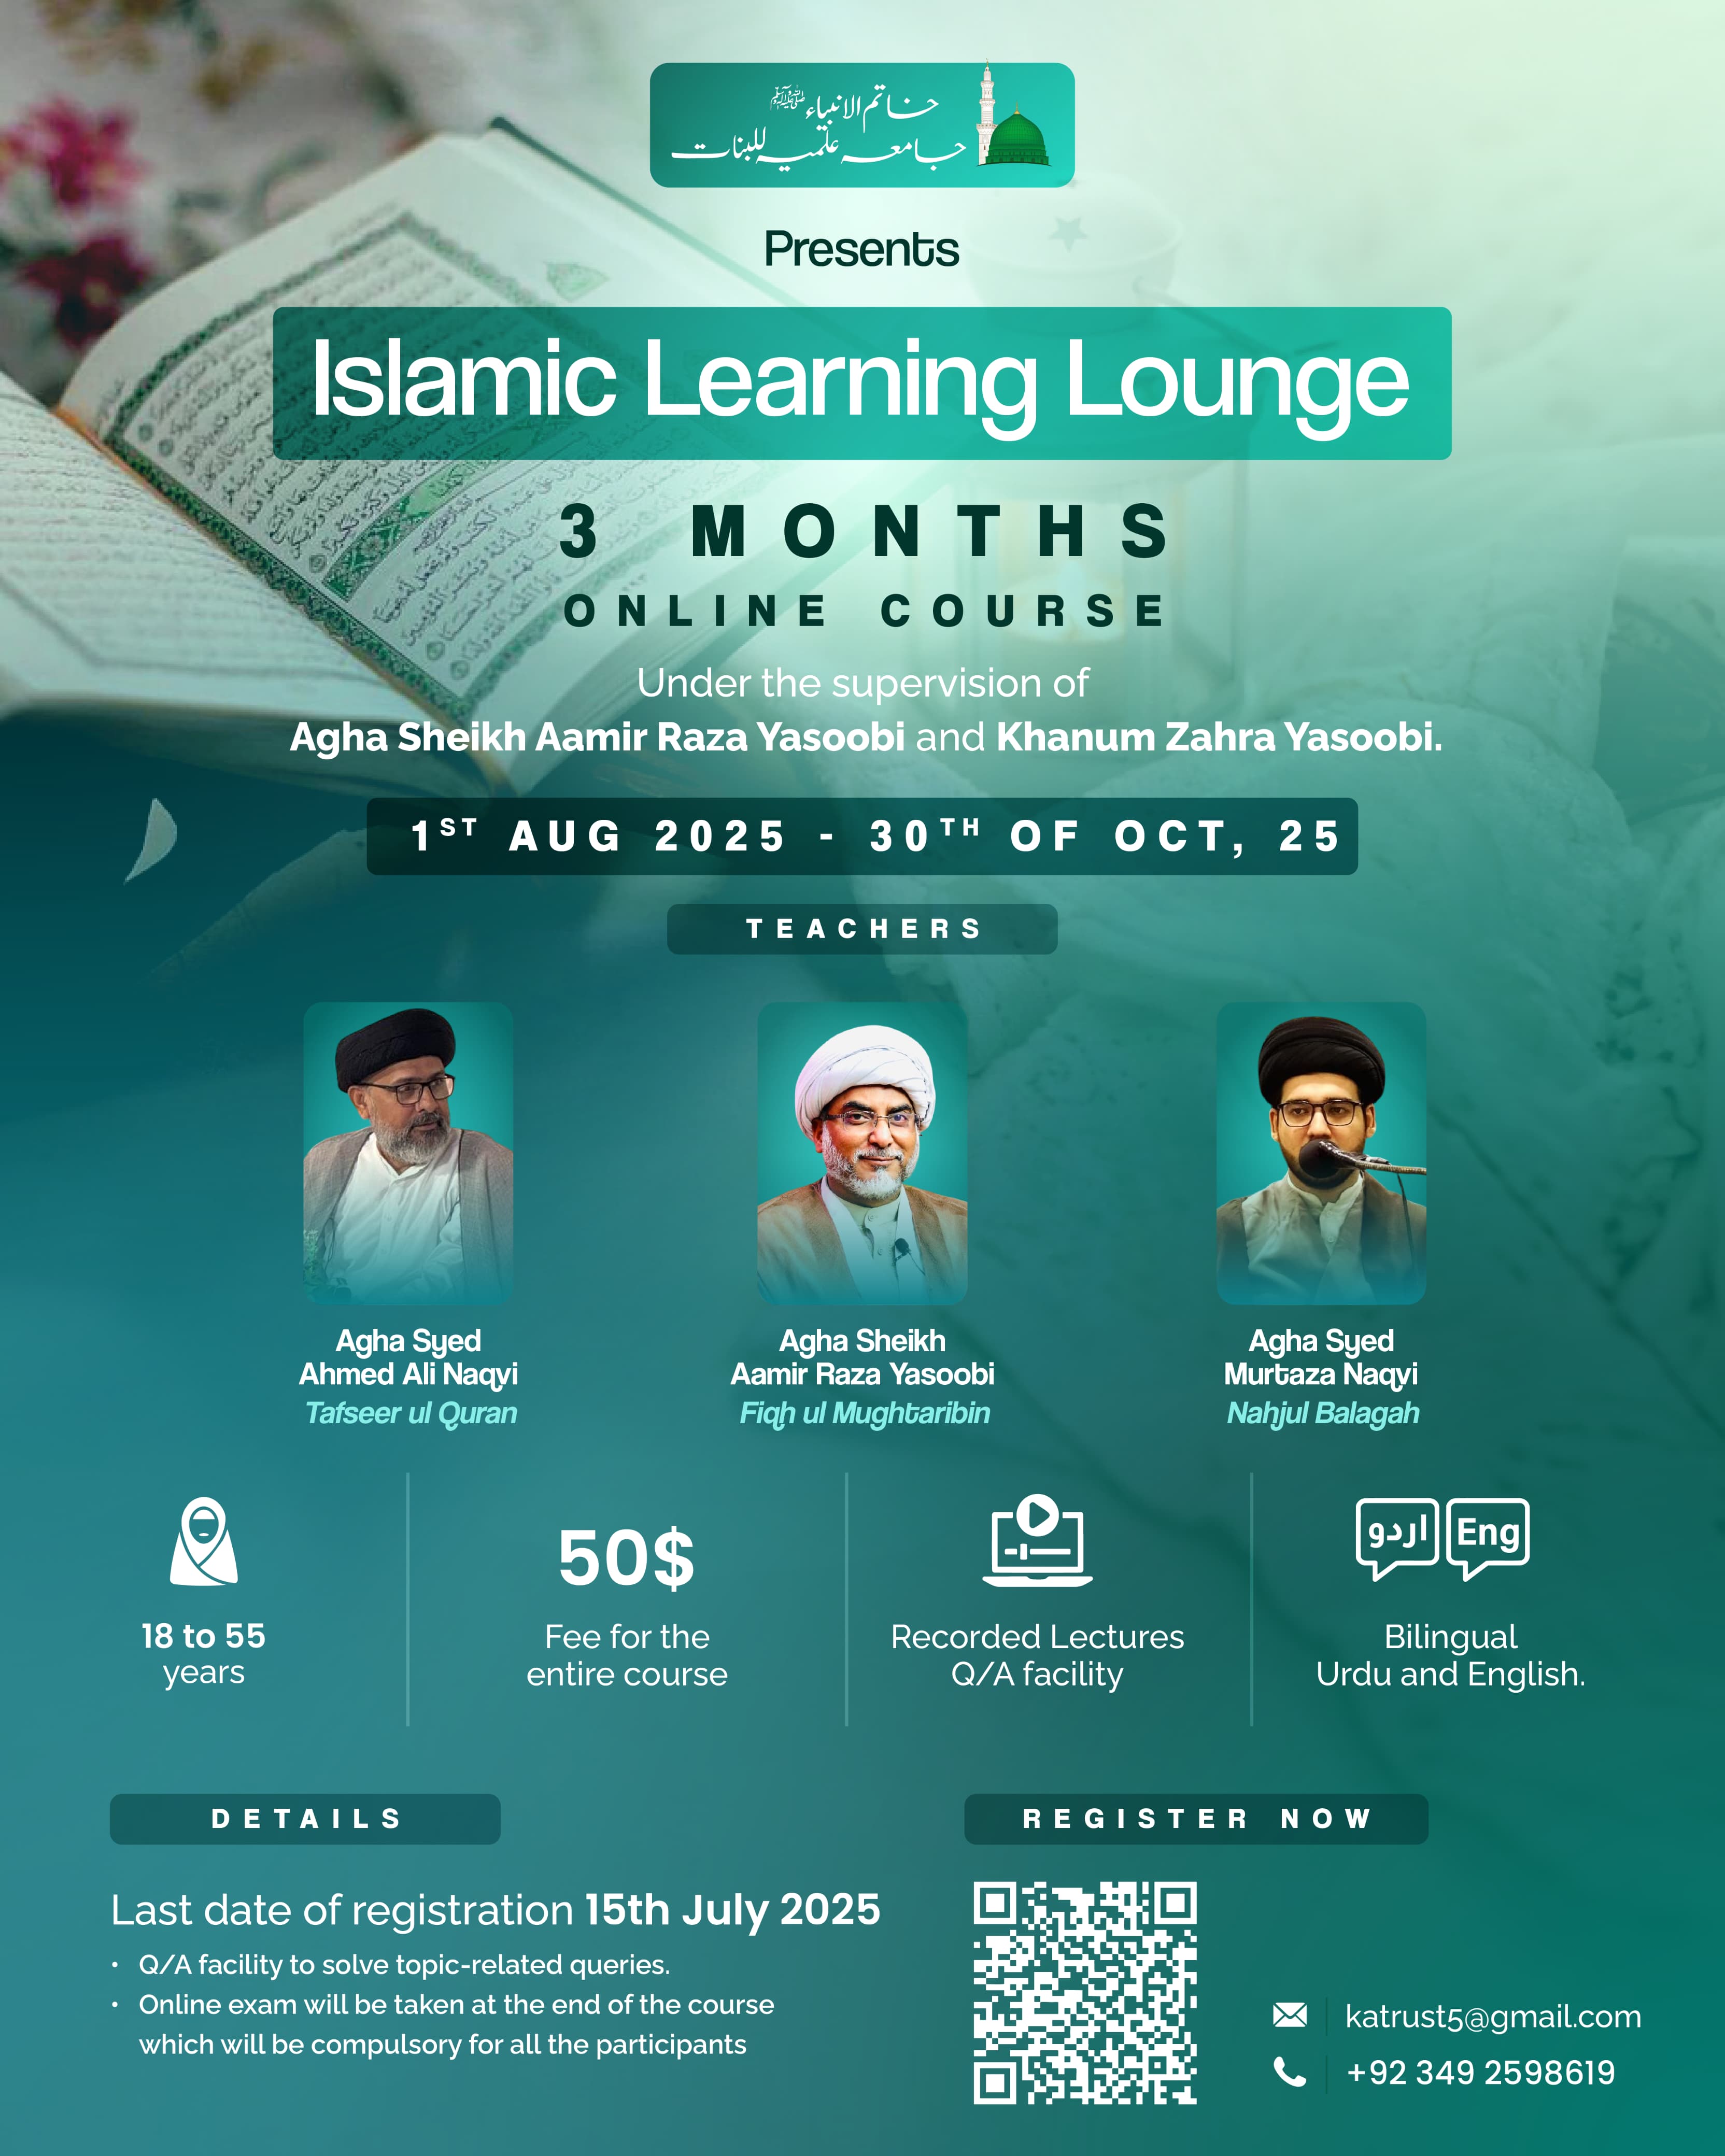 خاتم الانبیاء ﷺ
جامعہ علمیہ للبنات
Presents
Islamic Learning Lounge
3 MONTHS
ONLINE COURSE
Under the supervision of
Agha Sheikh Aamir Raza Yasoobi and Khanum Zahra Yasoobi.
1ST AUG 2025 - 30TH OF OCT, 25
TEACHERS
Agha Syed
Ahmed Ali Naqvi
Tafseer ul Quran
Agha Sheikh
Aamir Raza Yasoobi
Fiqh ul Mughtaribin
Agha Syed
Murtaza Naqvi
Nahjul Balagah
18 to 55
years
50$
Fee for the
entire course
Recorded Lectures
Q/A facility
اردو Eng
Bilingual
Urdu and English.
DETAILS
Last date of registration 15th July 2025
• Q/A facility to solve topic-related queries.
• Online exam will be taken at the end of the course
which will be compulsory for all the participants
REGISTER NOW
katrust5@gmail.com
+92 349 2598619